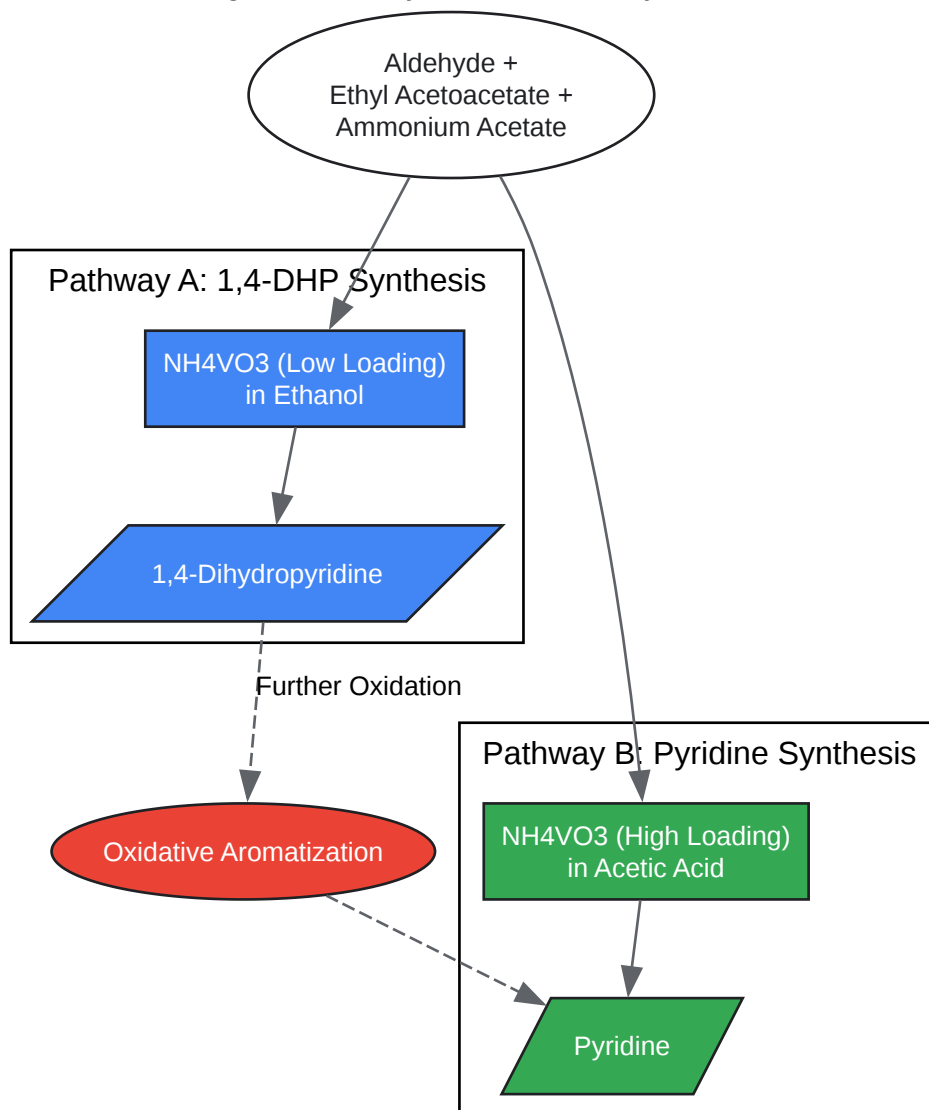 Aldehyde +
Ethyl Acetoacetate +
Ammonium Acetate
Pathway A: 1,4-DHP Synthesis
NH4VO3 (Low Loading)
in Ethanol
1,4-Dihydropyridine
Further Oxidation
Pathway B: Pyridine Synthesis
NH4VO3 (High Loading)
in Acetic Acid
Oxidative Aromatization
Pyridine